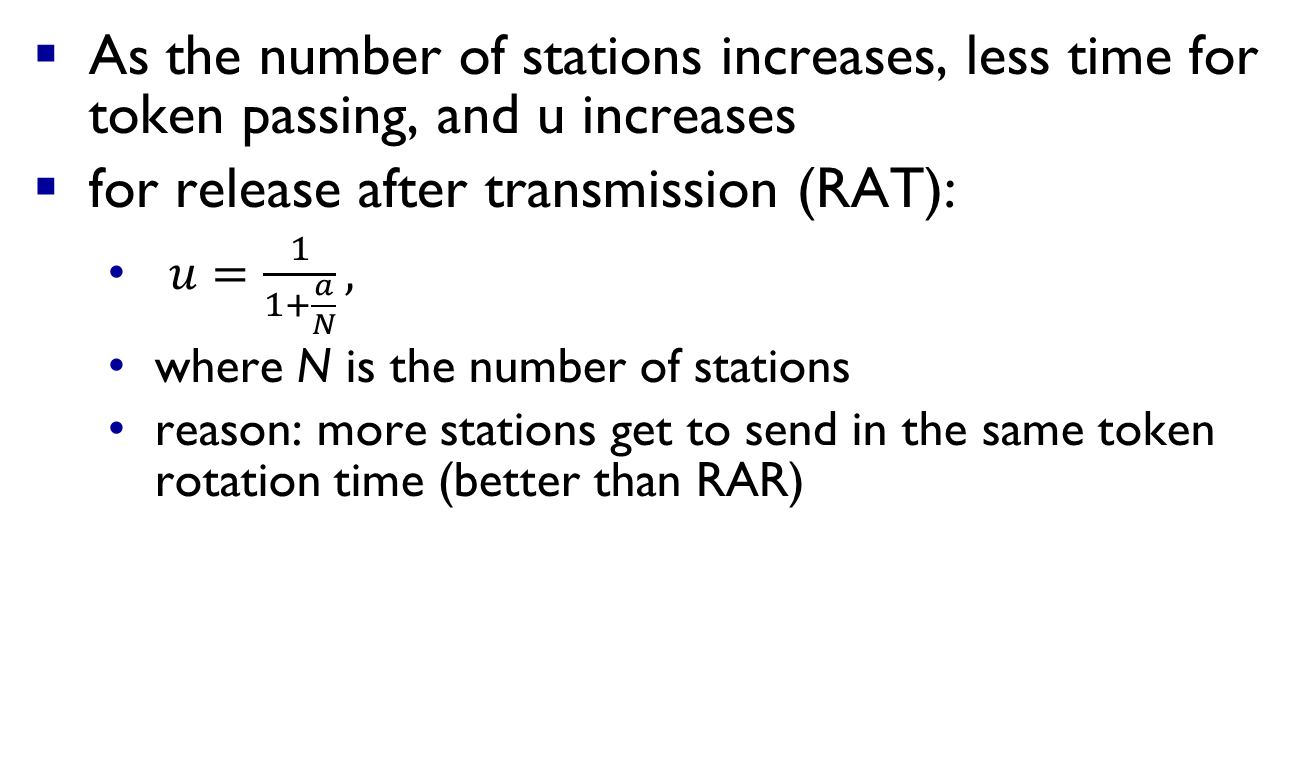 ▪ As the number of stations increases, less time for
token passing, and u increases
▪ for release after transmission (RAT):
• u = \frac{1}{1+\frac{a}{N}},
• where N is the number of stations
• reason: more stations get to send in the same token
rotation time (better than RAR)